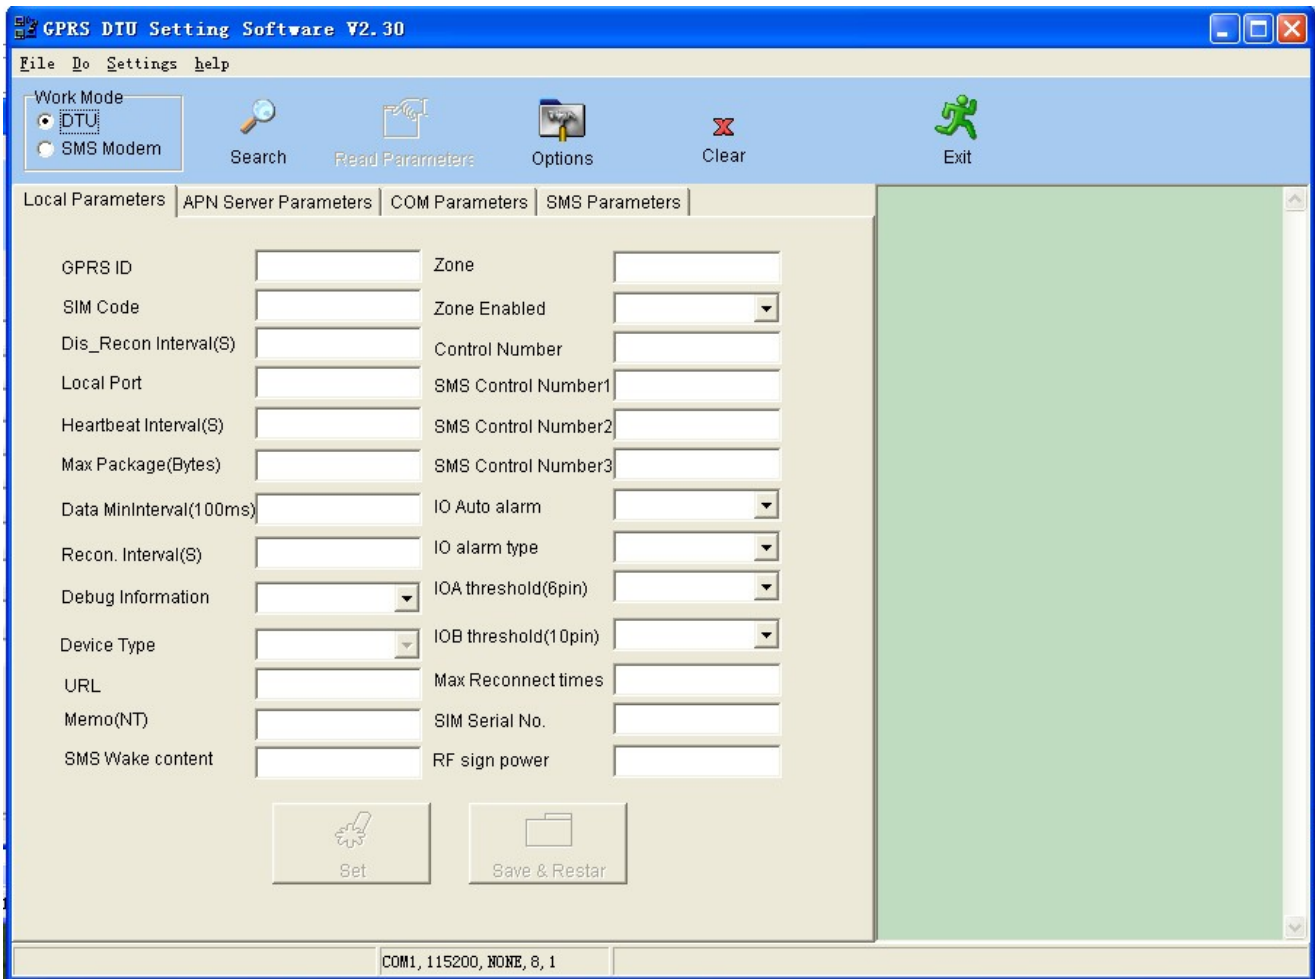 GPRS DTU Setting Software V2.30
File Do Settings help
Work Mode
DTU
SMS Modem
Search
Read Parameters
Options
Clear
Exit
Local Parameters
APN Server Parameters
COM Parameters
SMS Parameters
GPRS ID
Zone
SIM Code
Zone Enabled
Dis_Recon Interval(S)
Control Number
Local Port
SMS Control Number1
Heartbeat Interval(S)
SMS Control Number2
Max Package(Bytes)
SMS Control Number3
Data MinInterval(100ms)
IO Auto alarm
Recon. Interval(S)
IO alarm type
Debug Information
IOA threshold(6pin)
Device Type
IOB threshold(10pin)
URL
Max Reconnect times
Memo(NT)
SIM Serial No.
SMS Wake content
RF sign power
Set
Save & Restar
COM1, 115200, NONE, 8, 1